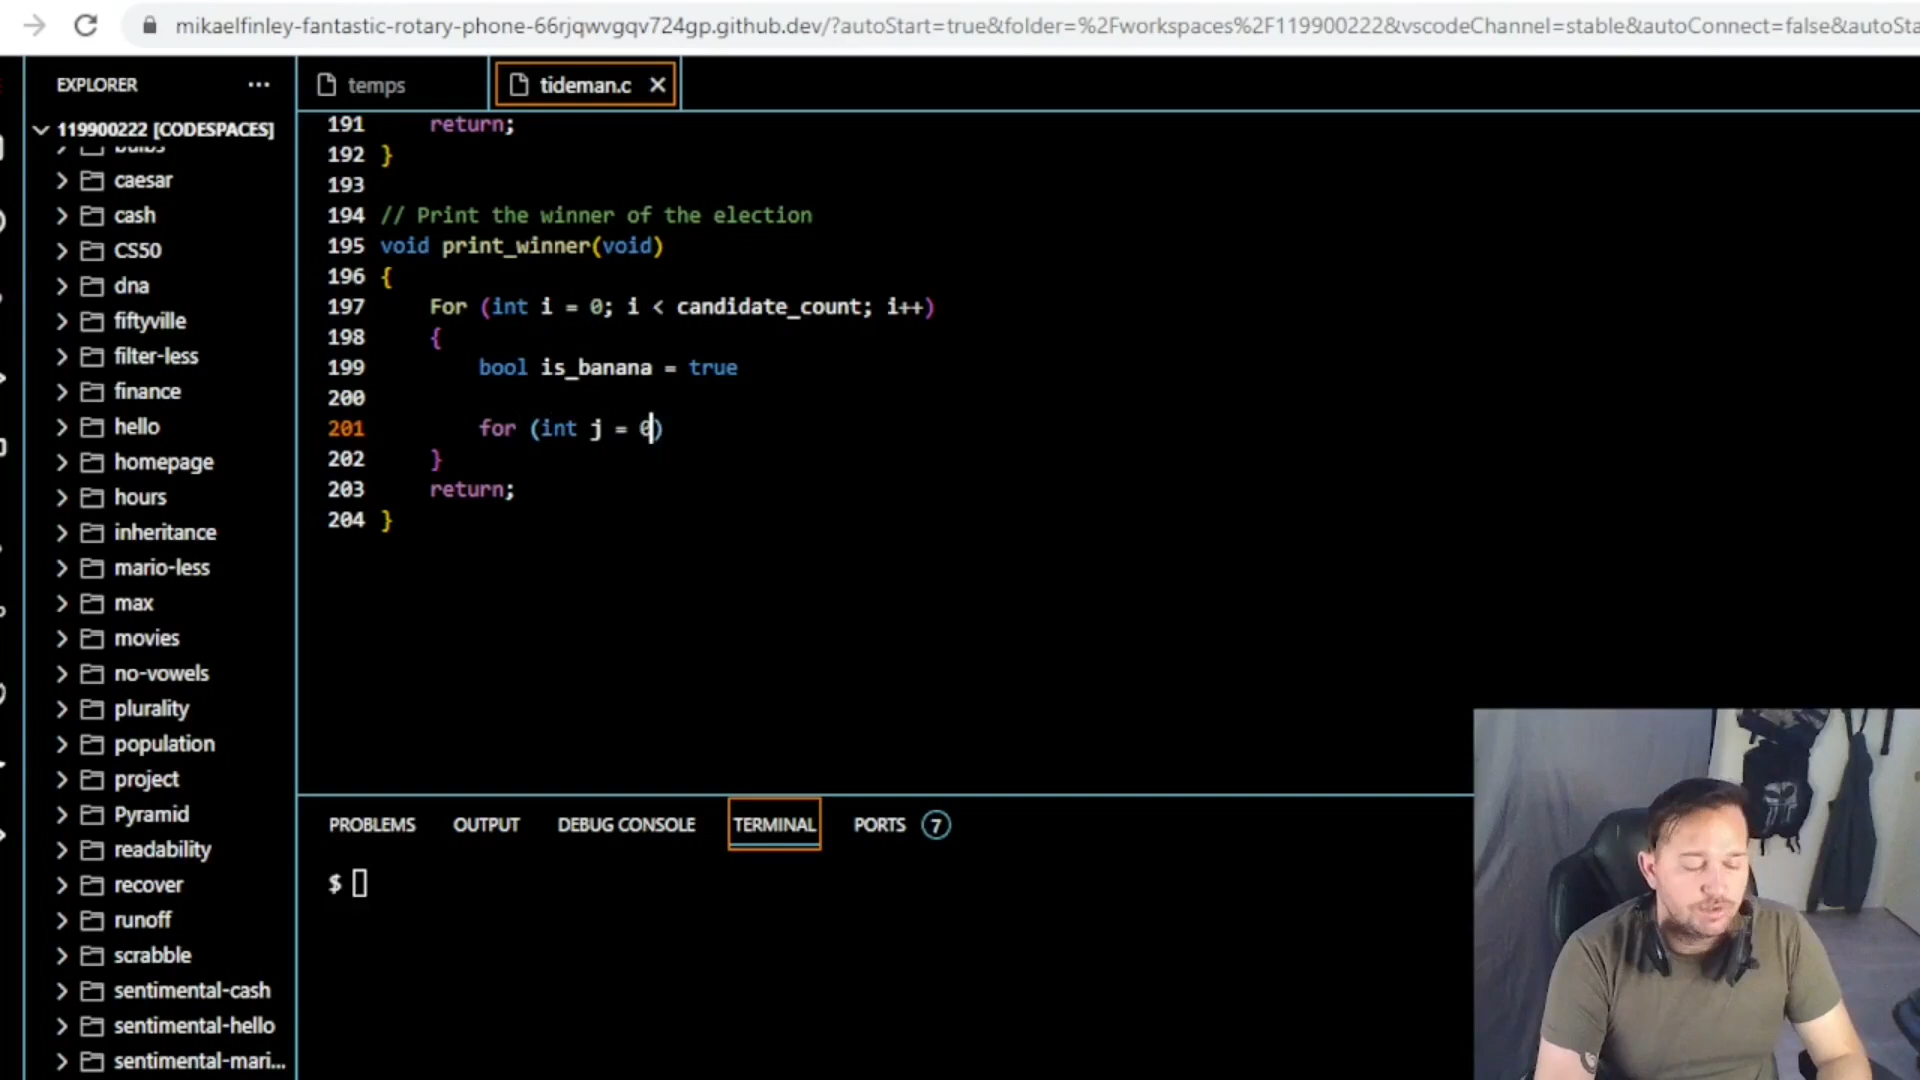 mikaelfinley-fantastic-rotary-phone-66rjqwvgqv724gp.github.dev/?autoStart=true&folder=%2Fworkspaces%2F119900222&vscodeChannel=stable&autoConnect=false&autoSta
EXPLORER ...
temps
tideman.c
119900222 [CODESPACES]
bulbs
caesar
cash
CS50
dna
fiftyville
filter-less
finance
hello
homepage
hours
inheritance
mario-less
max
movies
no-vowels
plurality
population
project
Pyramid
readability
recover
runoff
scrabble
sentimental-cash
sentimental-hello
sentimental-mari...
191 return;
192 }
193
194 // Print the winner of the election
195 void print_winner(void)
196 {
197 For (int i = 0; i < candidate_count; i++)
198 {
199 bool is_banana = true
200
201 for (int j = 0)
202 }
203 return;
204 }
PROBLEMS OUTPUT DEBUG CONSOLE TERMINAL PORTS 7
$